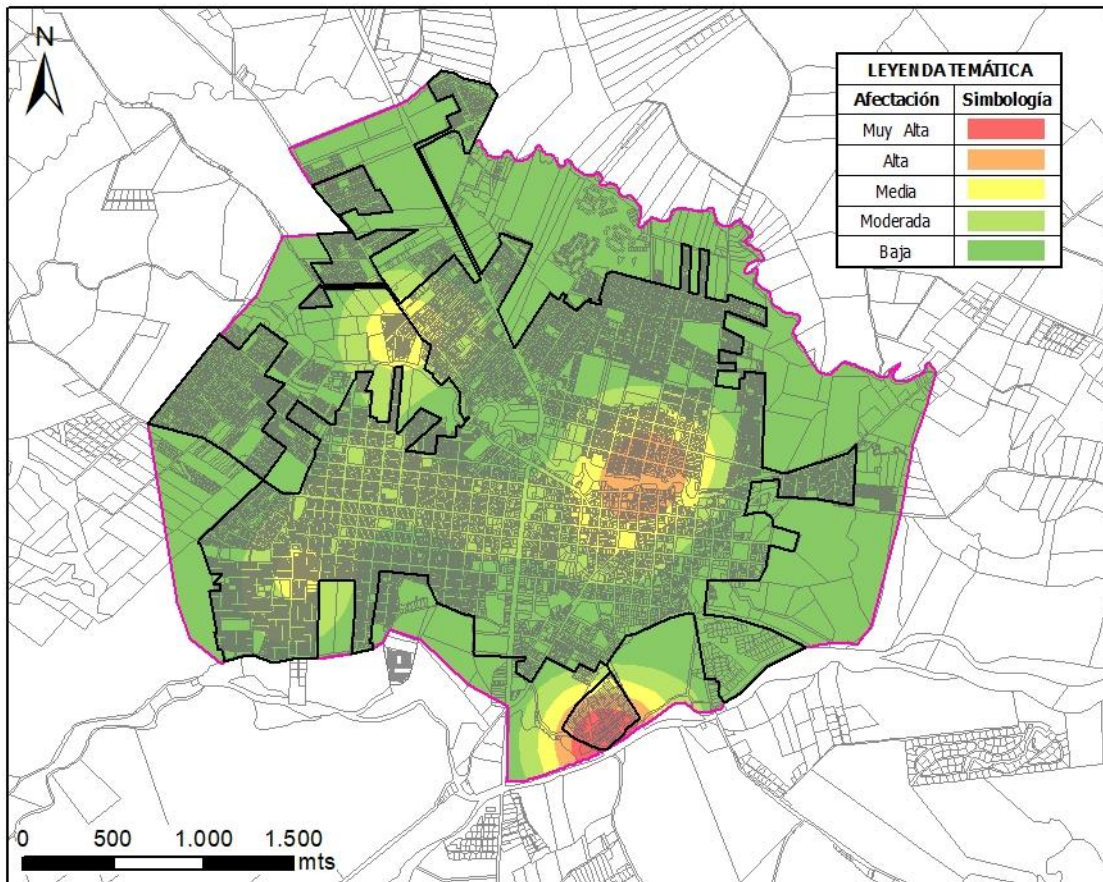 N
LEYENDA TEMÁTICA
Afectación Simbología
Muy Alta
Alta
Media
Moderada
Baja
0 500 1.000 1.500
mts